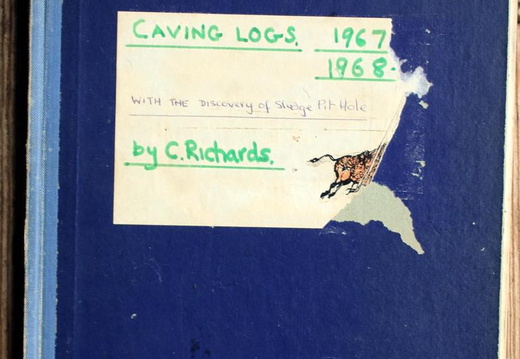 CAVING LOGS. 1967
1968.
WITH THE DISCOVERY of Sludge Pit Hole
by C.Richards.